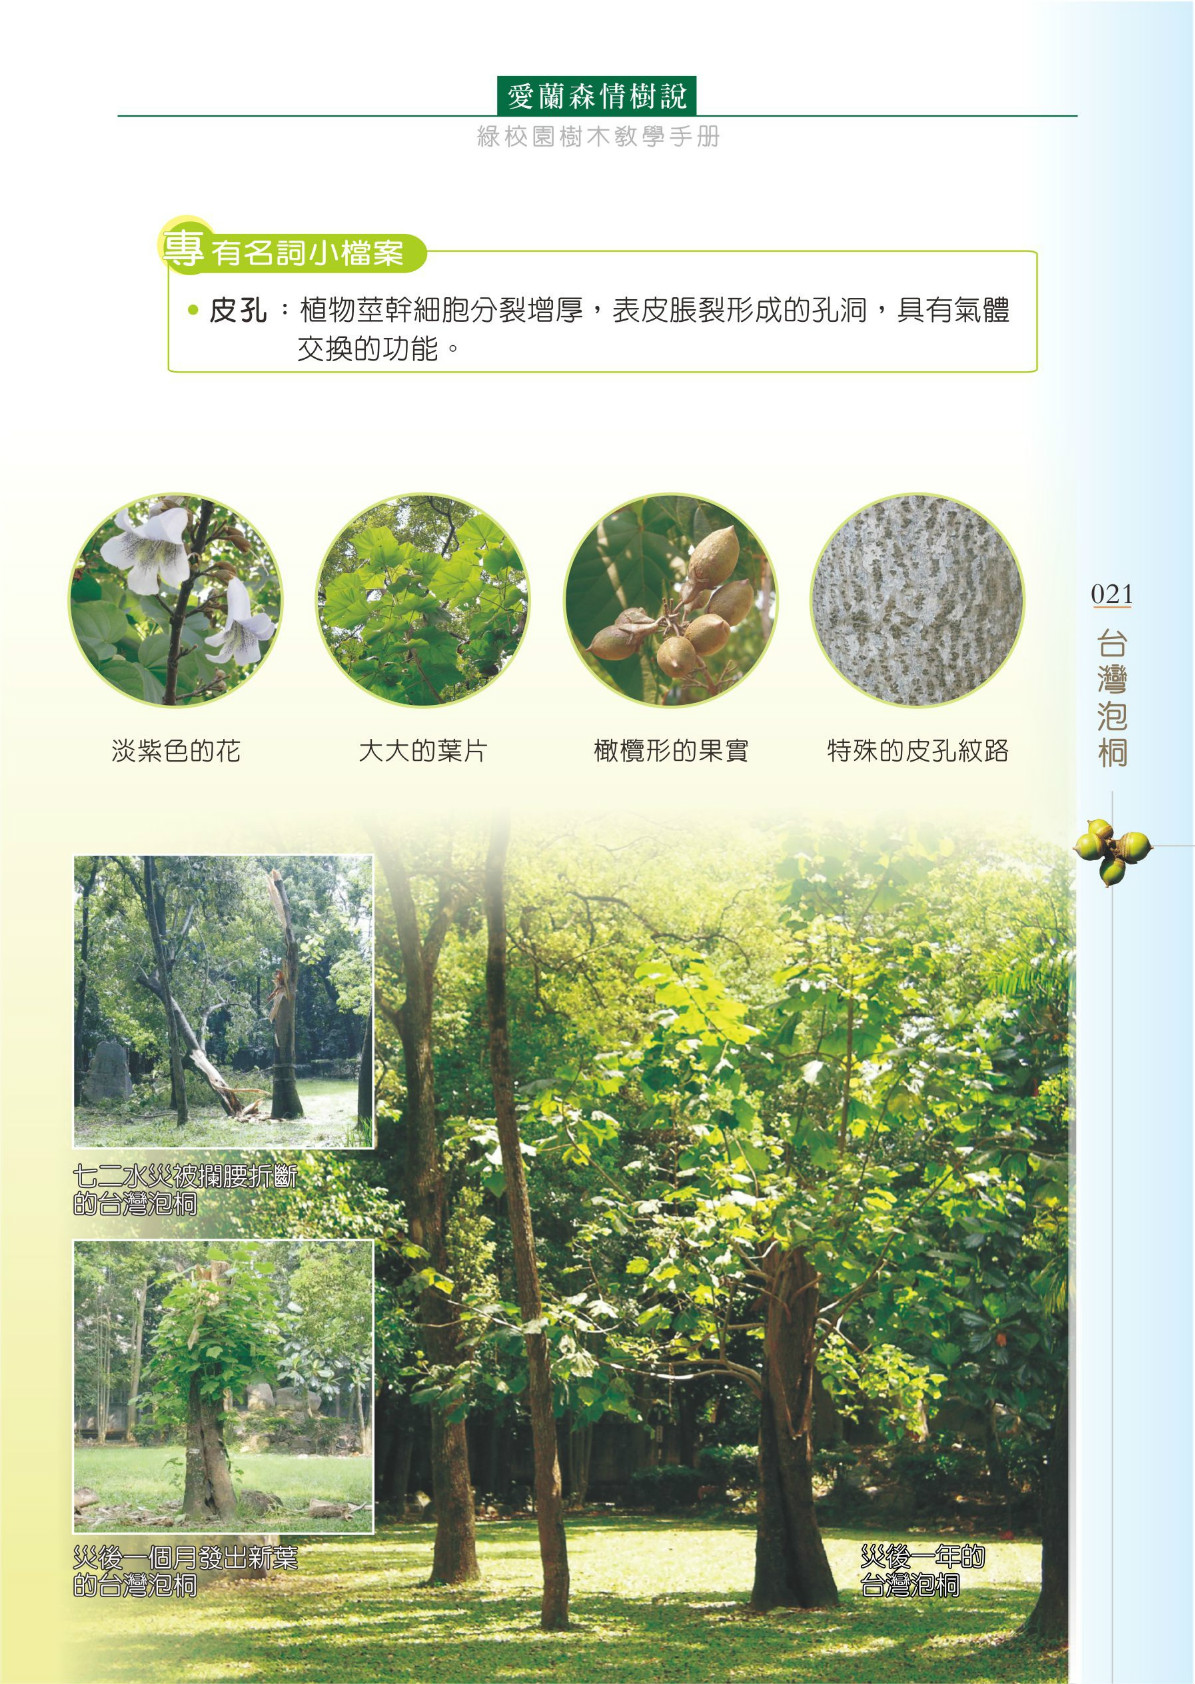 愛蘭森情樹說
綠校園樹木教學手册
專有名詞小檔案
• 皮孔：植物莖幹細胞分裂增厚，表皮脹裂形成的孔洞，具有氣體
交換的功能。
淡紫色的花
大大的葉片
橄欖形的果實
特殊的皮孔紋路
021
台灣泡桐
七二水災被攔腰折斷
的台灣泡桐
災後一個月發出新葉
的台灣泡桐
災後一年的
台灣泡桐